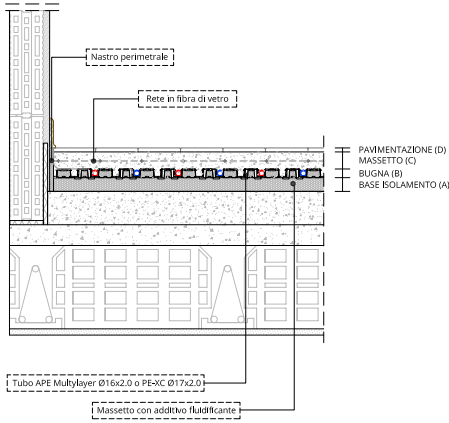 Nastro perimetrale
Rete in fibra di vetro
PAVIMENTAZIONE (D)
MASSETTO (C)
BUGNA (B)
BASE ISOLAMENTO (A)
Tubo APE Multylayer Ø16x2.0 o PE-XC Ø17x2.0
Massetto con additivo fluidificante